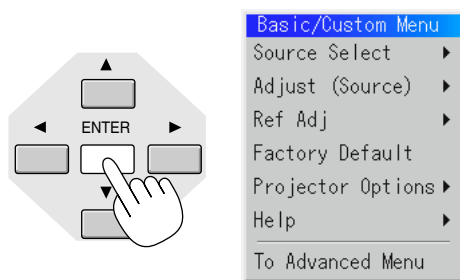 ENTER
Basic/Custom Menu
Source Select
Adjust (Source)
Ref Adj
Factory Default
Projector Options
Help
To Advanced Menu